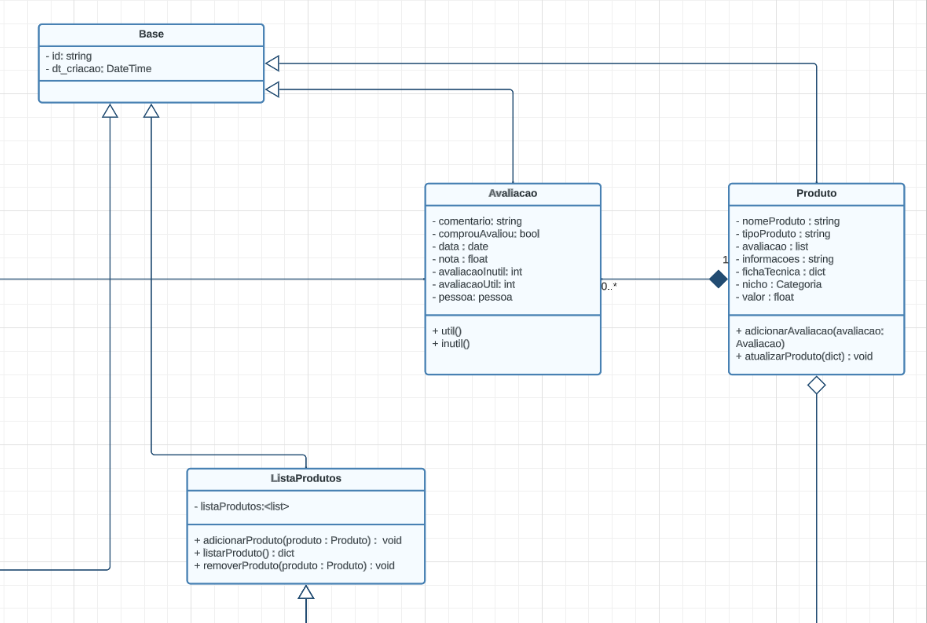 Base
- id: string
- dt_criacao; DateTime
Avaliacao
- comentario: string
- comprouAvaliou: bool
- data : date
- nota : float
- avaliacaoInutil: int
- avaliacaoUtil: int
- pessoa: pessoa
+ util()
+ inutil()
0..*
1
Produto
- nomeProduto : string
- tipoProduto : string
- avaliacao : list
- informacoes : string
- fichaTecnica : dict
- nicho : Categoria
- valor : float
+ adicionarAvaliacao(avaliacao:
Avaliacao)
+ atualizarProduto(dict) : void
ListaProdutos
- listaProdutos:<list>
+ adicionarProduto(produto : Produto) : void
+ listarProduto() : dict
+ removerProduto(produto : Produto) : void